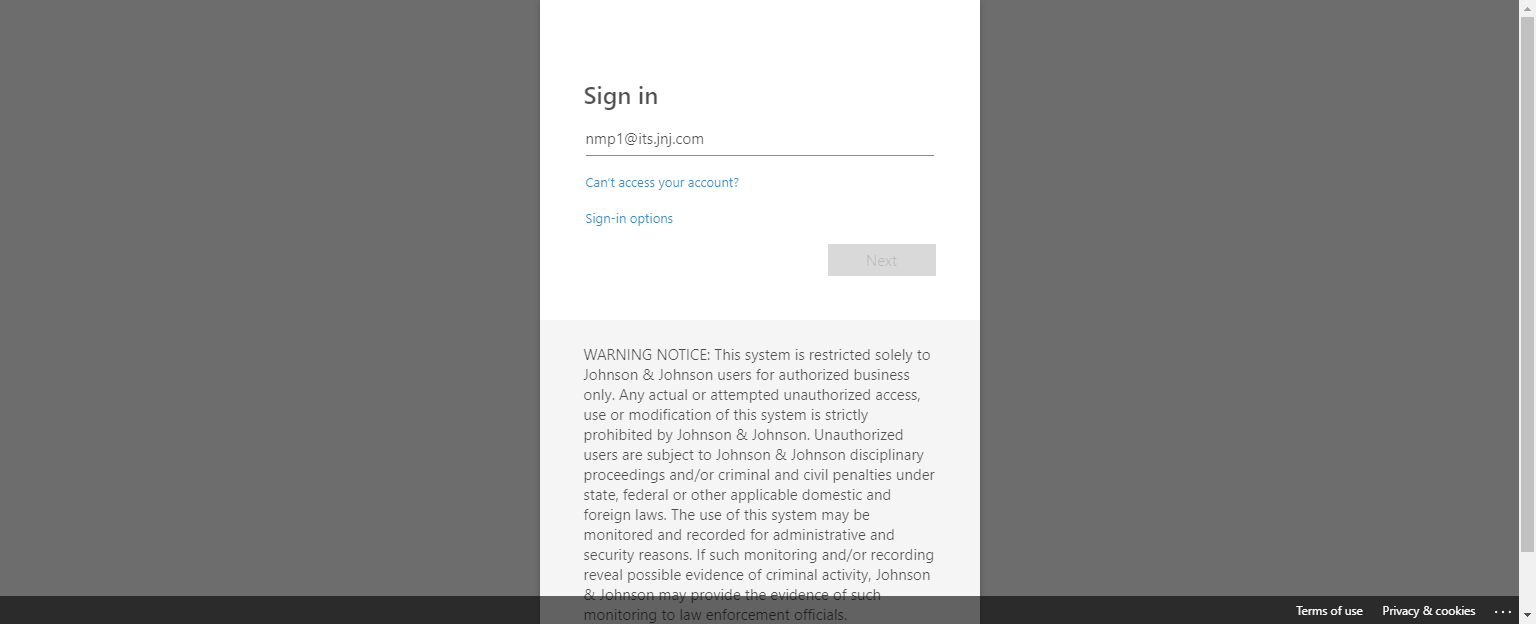 Sign in
nmp1@its.jnj.com
Can't access your account?
Sign-in options
Next
WARNING NOTICE: This system is restricted solely to
Johnson & Johnson users for authorized business
only. Any actual or attempted unauthorized access,
use or modification of this system is strictly
prohibited by Johnson & Johnson. Unauthorized
users are subject to Johnson & Johnson disciplinary
proceedings and/or criminal and civil penalties under
state, federal or other applicable domestic and
foreign laws. The use of this system may be
monitored and recorded for administrative and
security reasons. If such monitoring and/or recording
reveal possible evidence of criminal activity, Johnson
& Johnson may provide the evidence of such
monitoring to law enforcement officials.
Terms of use Privacy & cookies ...